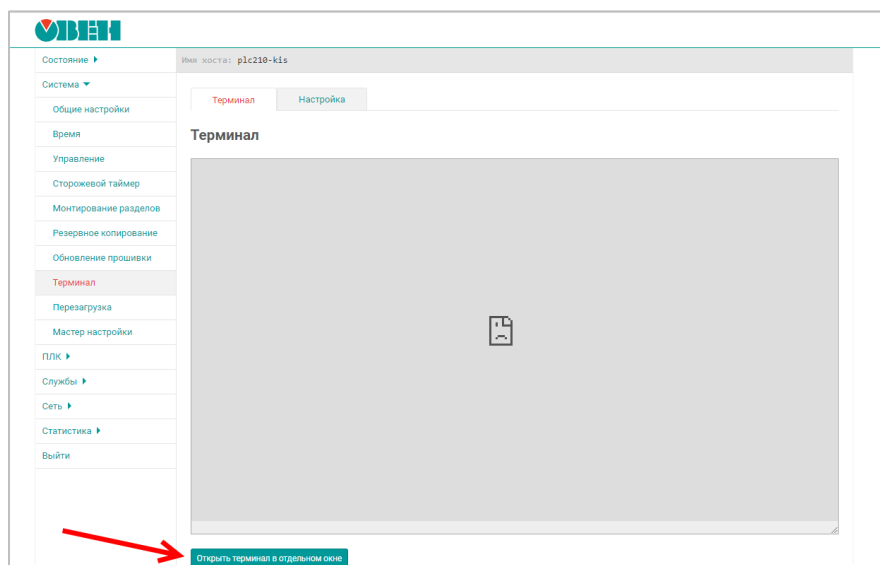 ОВЕН
Состояние
Имя хоста: plc210-kis
Система
Терминал
Настройка
Общие настройки
Время
Терминал
Управление
Сторожевой таймер
Монтирование разделов
Резервное копирование
Обновление прошивки
Терминал
Перезагрузка
Мастер настройки
ПЛК
Службы
Сеть
Статистика
Выйти
Открыть терминал в отдельном окне